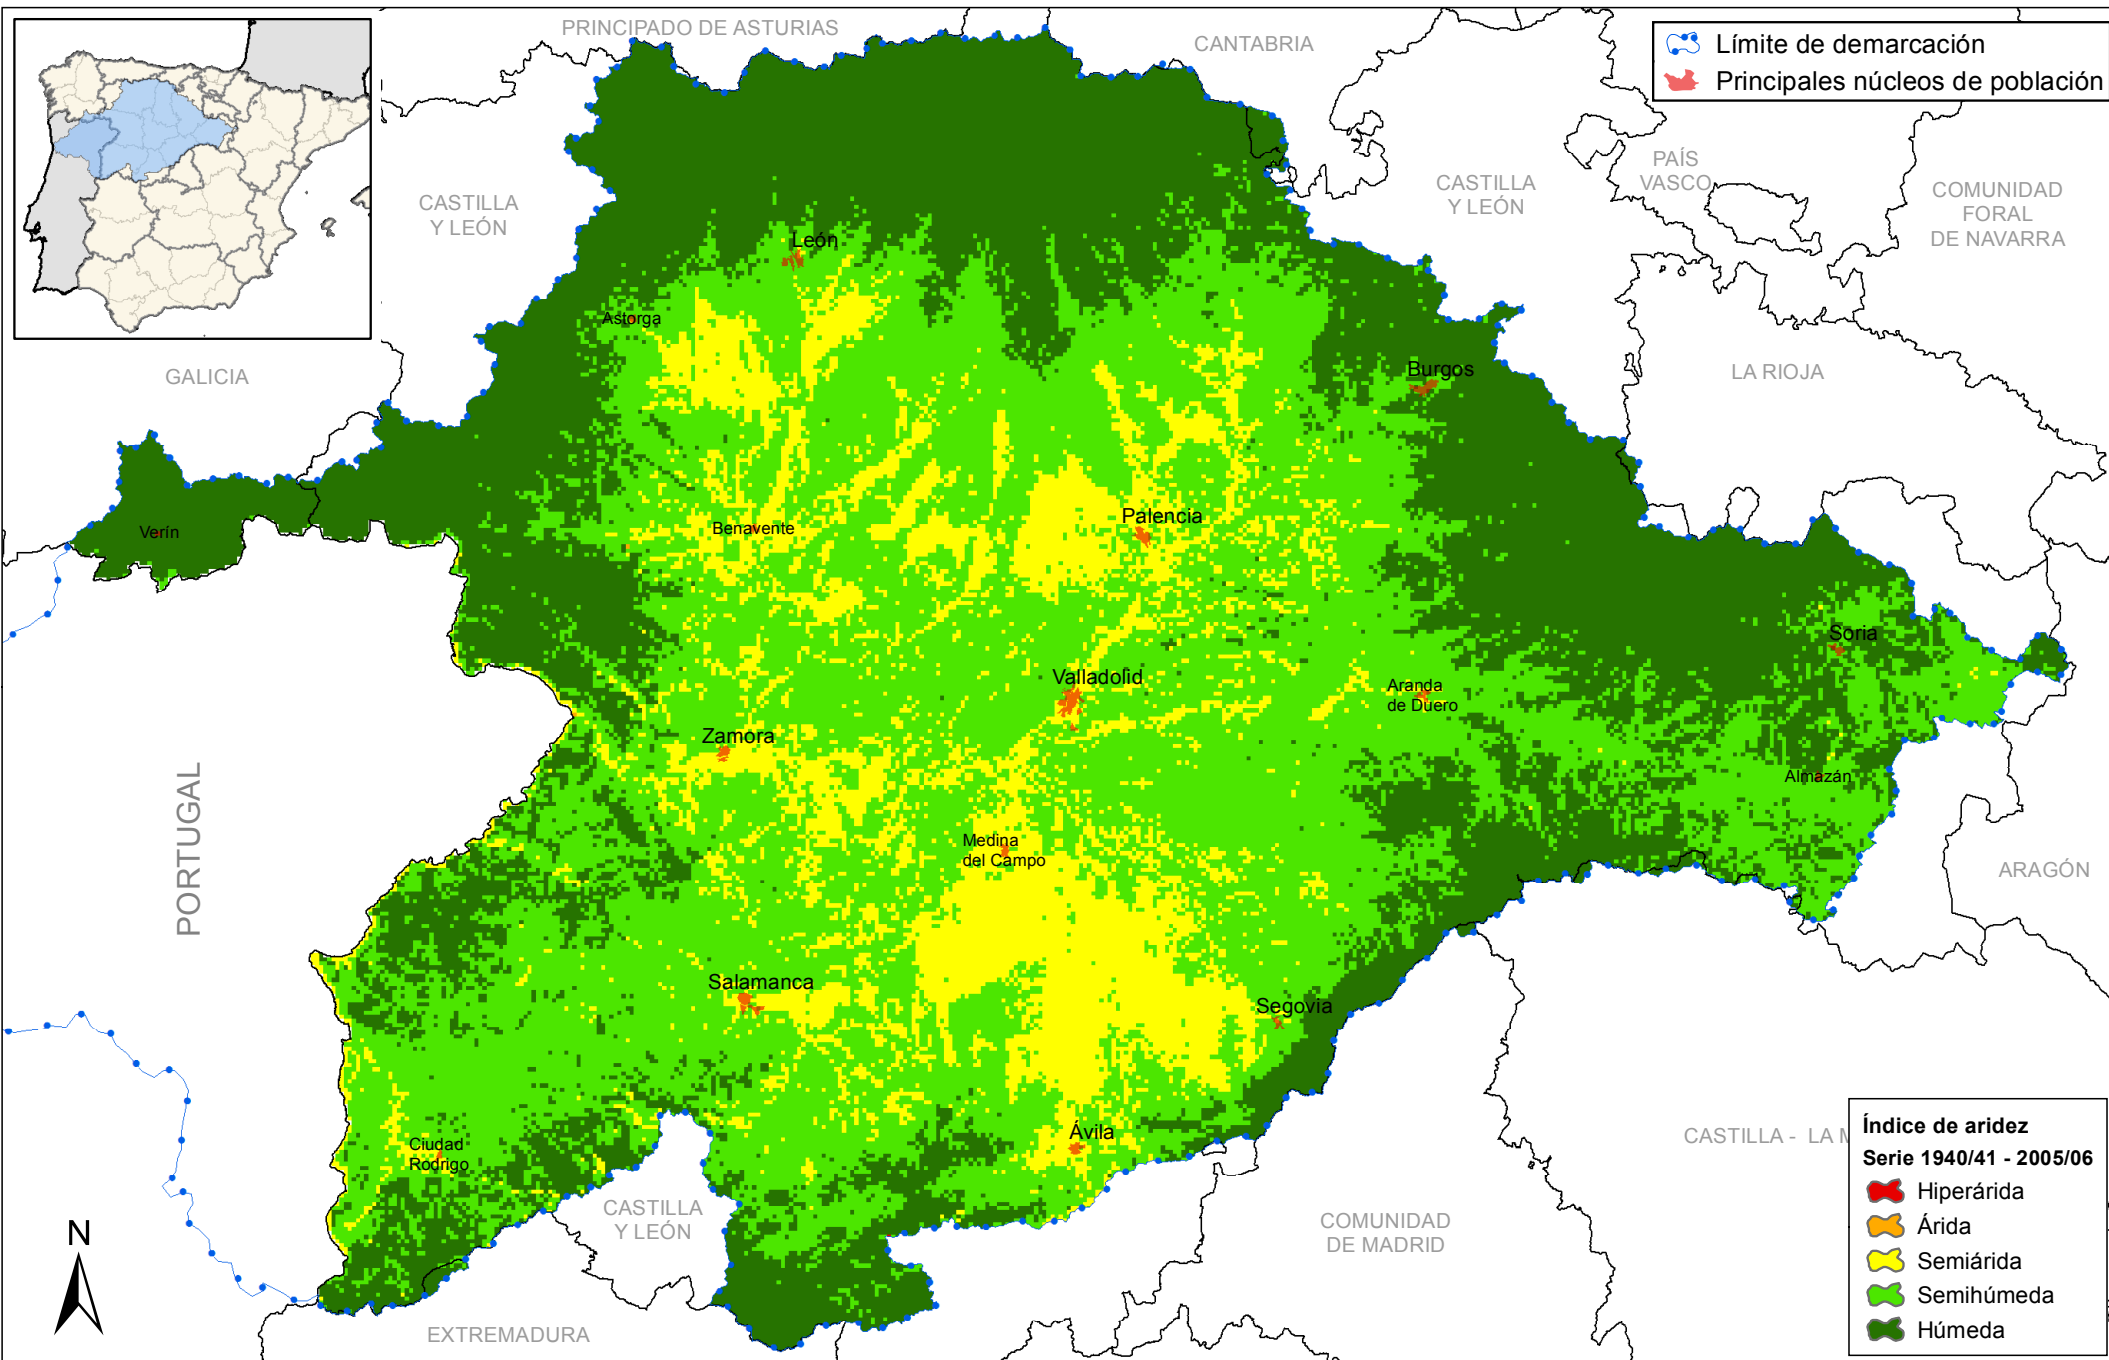 PRINCIPADO DE ASTURIAS
CANTABRIA
Límite de demarcación
Principales núcleos de población
CASTILLA
Y LEÓN
CASTILLA
Y LEÓN
PAÍS
VASCO
COMUNIDAD
FORAL
DE NAVARRA
León
Astorga
GALICIA
Burgos
LA RIOJA
Verín
Benavente
Palencia
Soria
Valladolid
Aranda
de Duero
Zamora
Almazán
PORTUGAL
Medina
del Campo
ARAGÓN
Salamanca
Segovia
Ciudad
Rodrigo
Ávila
CASTILLA - LA M
CASTILLA
Y LEÓN
COMUNIDAD
DE MADRID
EXTREMADURA
N
Índice de aridez
Serie 1940/41 - 2005/06
Hiperárida
Árida
Semiárida
Semihúmeda
Húmeda